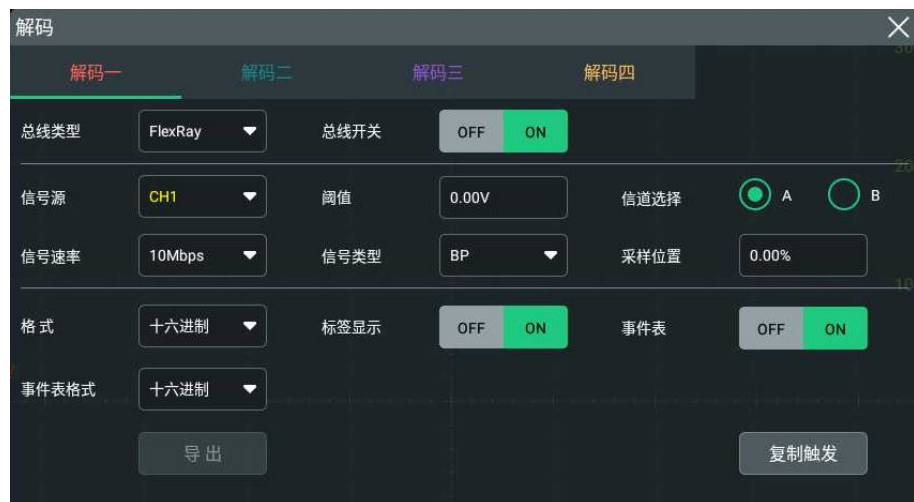 解码
解码一 解码二 解码三 解码四
30
总线类型 FlexRay 总线开关 OFF ON
20
信号源 CH1 阈值 0.00V 信道选择 A B
信号速率 10Mbps 信号类型 BP 采样位置 0.00%
10
格式 十六进制 标签显示 OFF ON 事件表 OFF ON
事件表格式 十六进制
导出 复制触发